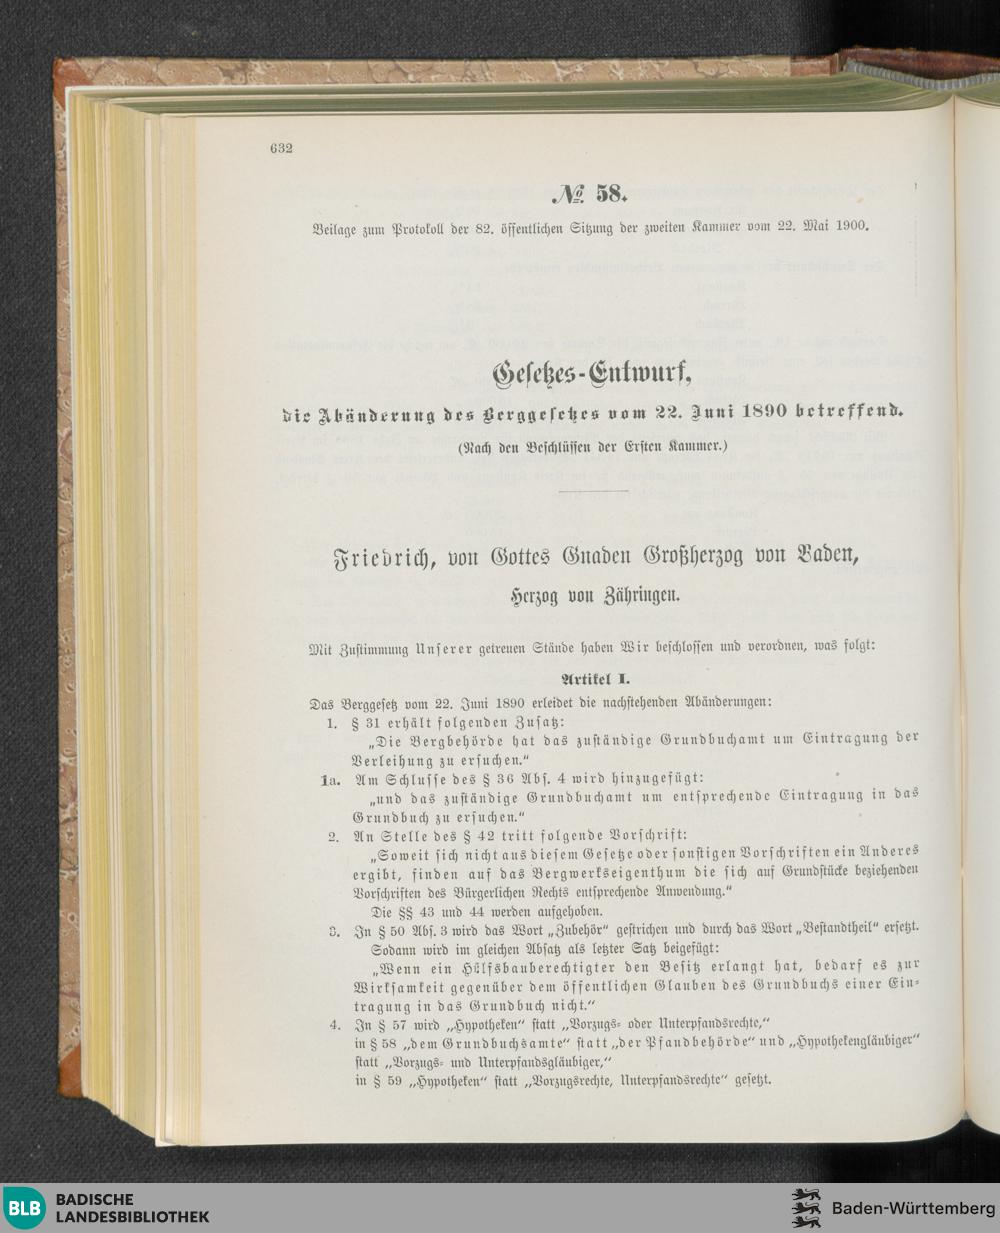 632
No 58.
Beilage zum Protokoll der 82. öffentlichen Sitzung der zweiten Kammer vom 22. Mai 1900.
Gesetzes-Entwurf,
die Abänderung des Berggesetzes vom 22. Juni 1890 betreffend.
(Nach den Beschlüssen der Ersten Kammer.)
Friedrich, von Gottes Gnaden Großherzog von Baden,
Herzog von Zähringen.
Mit Zustimmung Unserer getreuen Stände haben Wir beschlossen und verordnen, was folgt:
Artikel I.
Das Berggesetz vom 22. Juni 1890 erleidet die nachstehenden Abänderungen:
1. § 31 erhält folgenden Zusatz:
„Die Bergbehörde hat das zuständige Grundbuchamt um Eintragung der
Verleihung zu ersuchen.“
1a. Am Schlusse des § 36 Abs. 4 wird hinzugefügt:
„und das zuständige Grundbuchamt um entsprechende Eintragung in das
Grundbuch zu ersuchen.“
2. An Stelle des § 42 tritt folgende Vorschrift:
„Soweit sich nicht aus diesem Gesetze oder sonstigen Vorschriften ein Anderes
ergibt, finden auf das Bergwerkseigenthum die sich auf Grundstücke beziehenden
Vorschriften des Bürgerlichen Rechts entsprechende Anwendung.“
Die §§ 43 und 44 werden aufgehoben.
3. In § 50 Abs. 3 wird das Wort „Zubehör“ gestrichen und durch das Wort „Bestandtheil“ ersetzt.
Sodann wird im gleichen Absatz als letzter Satz beigefügt:
„Wenn ein Hülfsbauberechtigter den Besitz erlangt hat, bedarf es zur
Wirksamkeit gegenüber dem öffentlichen Glauben des Grundbuchs einer Ein-
tragung in das Grundbuch nicht.“
4. In § 57 wird „Hypotheken“ statt „Vorzugs- oder Unterpfandsrechte,“
in § 58 „dem Grundbuchsamte“ statt „der Pfandbehörde“ und „Hypothekengläubiger“
statt „Vorzugs- und Unterpfandsgläubiger,“
in § 59 „Hypotheken“ statt „Vorzugsrechte, Unterpfandsrechte“ gesetzt.
BLB
BADISCHE
LANDESBIBLIOTHEK
Baden-Württemberg